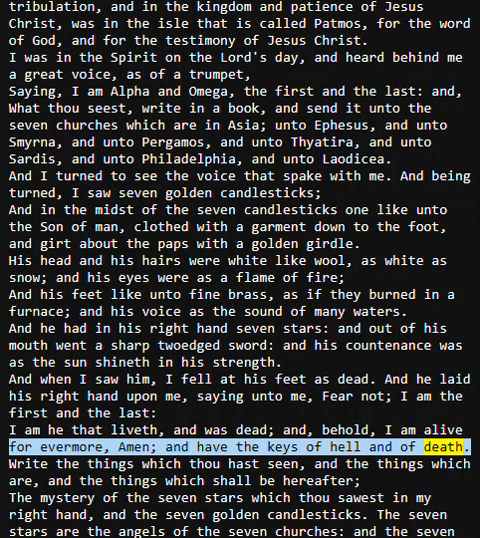 tribulation, and in the kingdom and patience of Jesus
Christ, was in the isle that is called Patmos, for the word
of God, and for the testimony of Jesus Christ.
I was in the Spirit on the Lord's day, and heard behind me
a great voice, as of a trumpet,
Saying, I am Alpha and Omega, the first and the last: and,
What thou seest, write in a book, and send it unto the
seven churches which are in Asia; unto Ephesus, and unto
Smyrna, and unto Pergamos, and unto Thyatira, and unto
Sardis, and unto Philadelphia, and unto Laodicea.
And I turned to see the voice that spake with me. And being
turned, I saw seven golden candlesticks;
And in the midst of the seven candlesticks one like unto
the Son of man, clothed with a garment down to the foot,
and girt about the paps with a golden girdle.
His head and his hairs were white like wool, as white as
snow; and his eyes were as a flame of fire;
And his feet like unto fine brass, as if they burned in a
furnace; and his voice as the sound of many waters.
And he had in his right hand seven stars: and out of his
mouth went a sharp twoedged sword: and his countenance was
as the sun shineth in his strength.
And when I saw him, I fell at his feet as dead. And he laid
his right hand upon me, saying unto me, Fear not; I am the
first and the last:
I am he that liveth, and was dead; and, behold, I am alive
for evermore, Amen; and have the keys of hell and of death.
Write the things which thou hast seen, and the things which
are, and the things which shall be hereafter;
The mystery of the seven stars which thou sawest in my
right hand, and the seven golden candlesticks. The seven
stars are the angels of the seven churches: and the seven